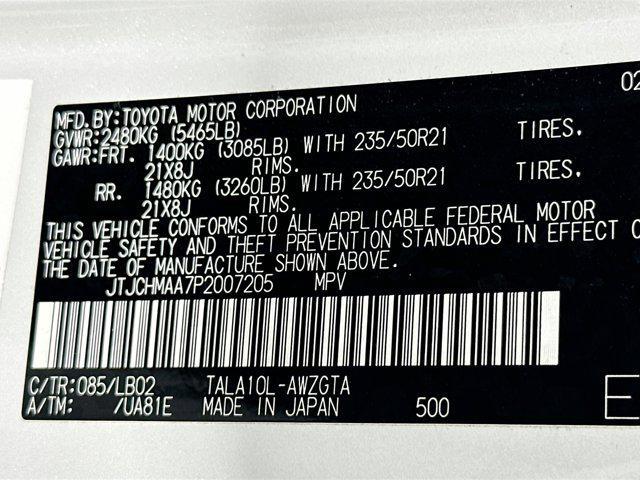 02
MFD.BY:TOYOTA MOTOR CORPORATION
GVWR:2480KG (5465LB)
GAWR:FRT. 1400KG (3085LB) WITH 235/50R21 TIRES.
21X8J RIMS.
RR. 1480KG (3260LB) WITH 235/50R21 TIRES.
21X8J RIMS.
THIS VEHICLE CONFORMS TO ALL APPLICABLE FEDERAL MOTOR
VEHICLE SAFETY AND THEFT PREVENTION STANDARDS IN EFFECT O
THE DATE OF MANUFACTURE SHOWN ABOVE.
JTJCHMAA7P2007205 MPV
C/TR:085/LB02 TALA10L-AWZGTA
A/TM: /UA81E MADE IN JAPAN 500 E